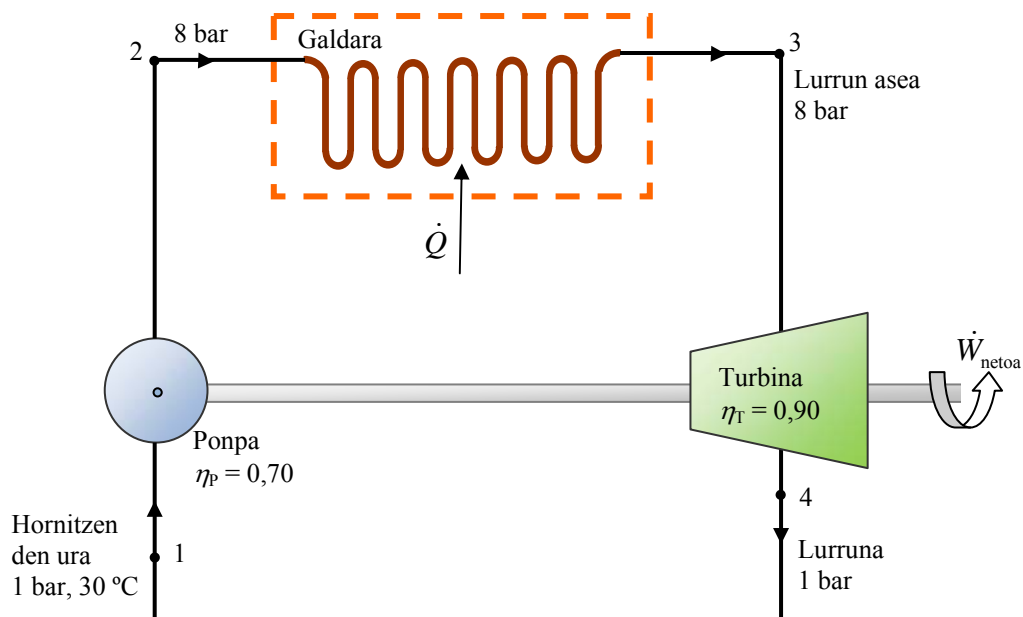 2
8 bar
Galdara
3
Lurrun asea
8 bar
Q̇
Ẇnetoa
Turbina
ηT = 0,90
Ponpa
ηP = 0,70
4
Hornitzen
den ura
1 bar, 30 ºC
1
Lurruna
1 bar